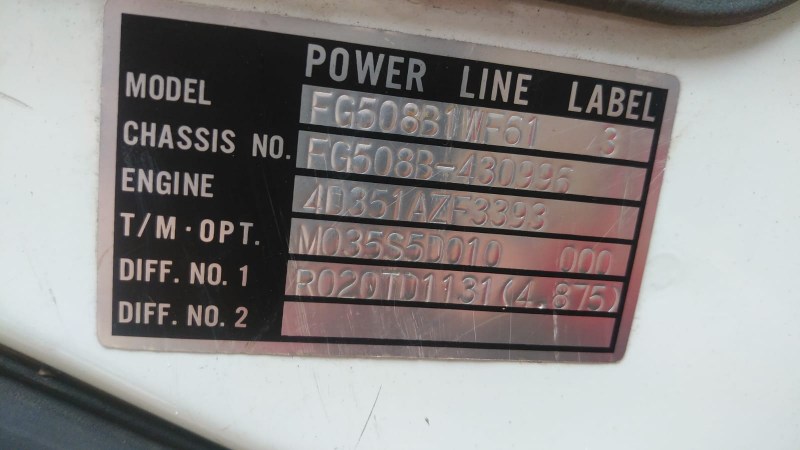 POWER LINE LABEL
MODEL FG508B1WF51 3
CHASSIS NO. FG508B-430996
ENGINE 4D351AZF3393
T/M·OPT. M035S5D010 000
DIFF. NO. 1 R020TD1131(4.875)
DIFF. NO. 2